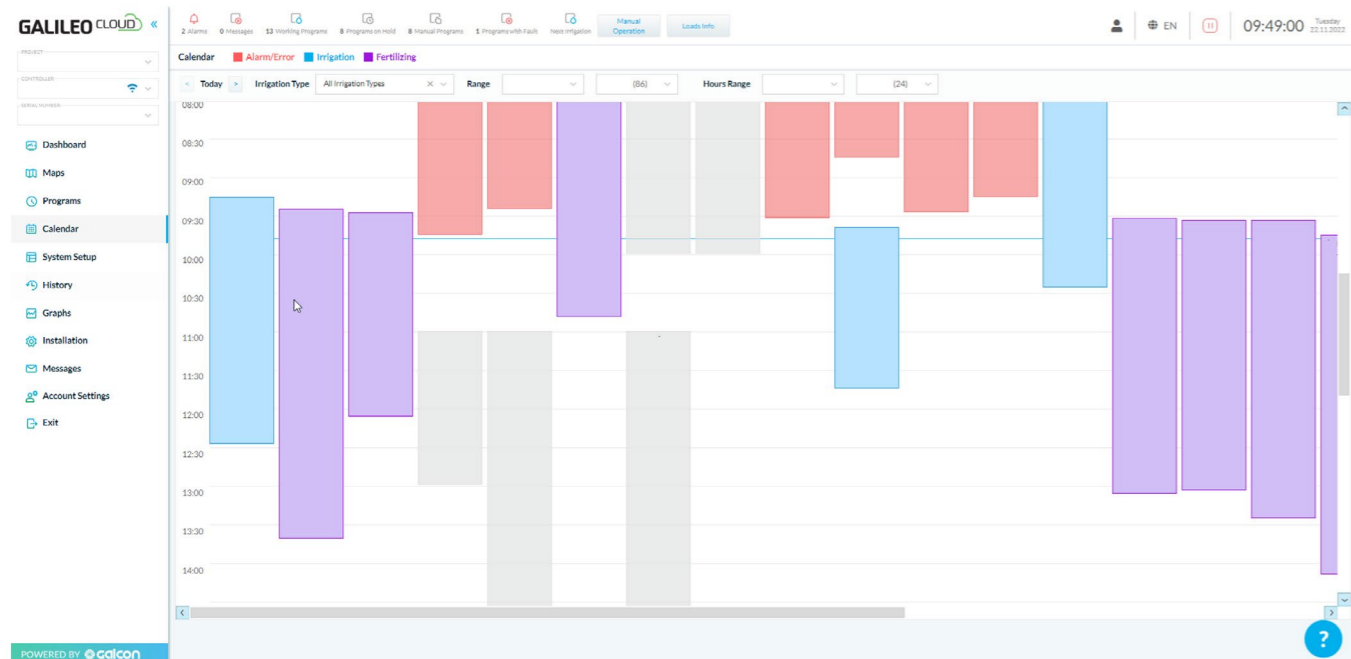 GALILEO CLOUD «
2 Alarms 0 Messages 13 Working Programs 8 Programs on Hold 8 Manual Programs 1 Programs with Fault Next Irrigation Manual Operation Loads Info EN 09:49:00 Tuesday 22.11.2022
PROJECT
CONTROLLER
SERIAL NUMBER
Dashboard
Maps
Programs
Calendar
System Setup
History
Graphs
Installation
Messages
Account Settings
Exit
POWERED BY galcon
Calendar Alarm/Error Irrigation Fertilizing
< Today > Irrigation Type All Irrigation Types × Range (86) Hours Range (24)
08:00
08:30
09:00
09:30
10:00
10:30
11:00
11:30
12:00
12:30
13:00
13:30
14:00
?